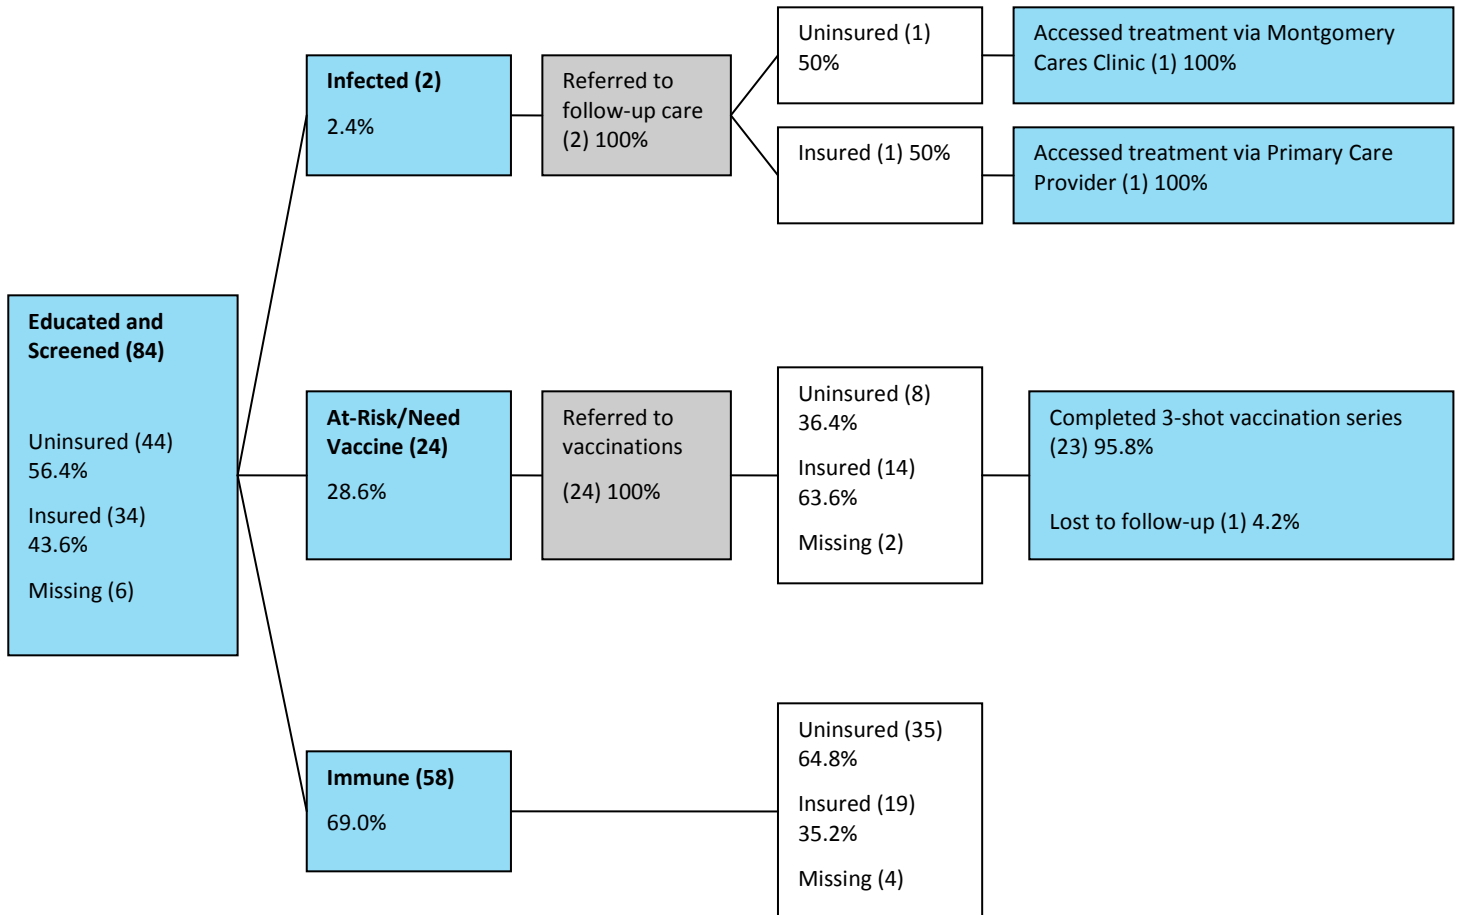 Educated and
Screened (84)
Uninsured (44)
56.4%
Insured (34)
43.6%
Missing (6)
Infected (2)
2.4%
Referred to
follow-up care
(2) 100%
Uninsured (1)
50%
Accessed treatment via Montgomery
Cares Clinic (1) 100%
Insured (1) 50%
Accessed treatment via Primary Care
Provider (1) 100%
At-Risk/Need
Vaccine (24)
28.6%
Referred to
vaccinations
(24) 100%
Uninsured (8)
36.4%
Insured (14)
63.6%
Missing (2)
Completed 3-shot vaccination series
(23) 95.8%
Lost to follow-up (1) 4.2%
Immune (58)
69.0%
Uninsured (35)
64.8%
Insured (19)
35.2%
Missing (4)